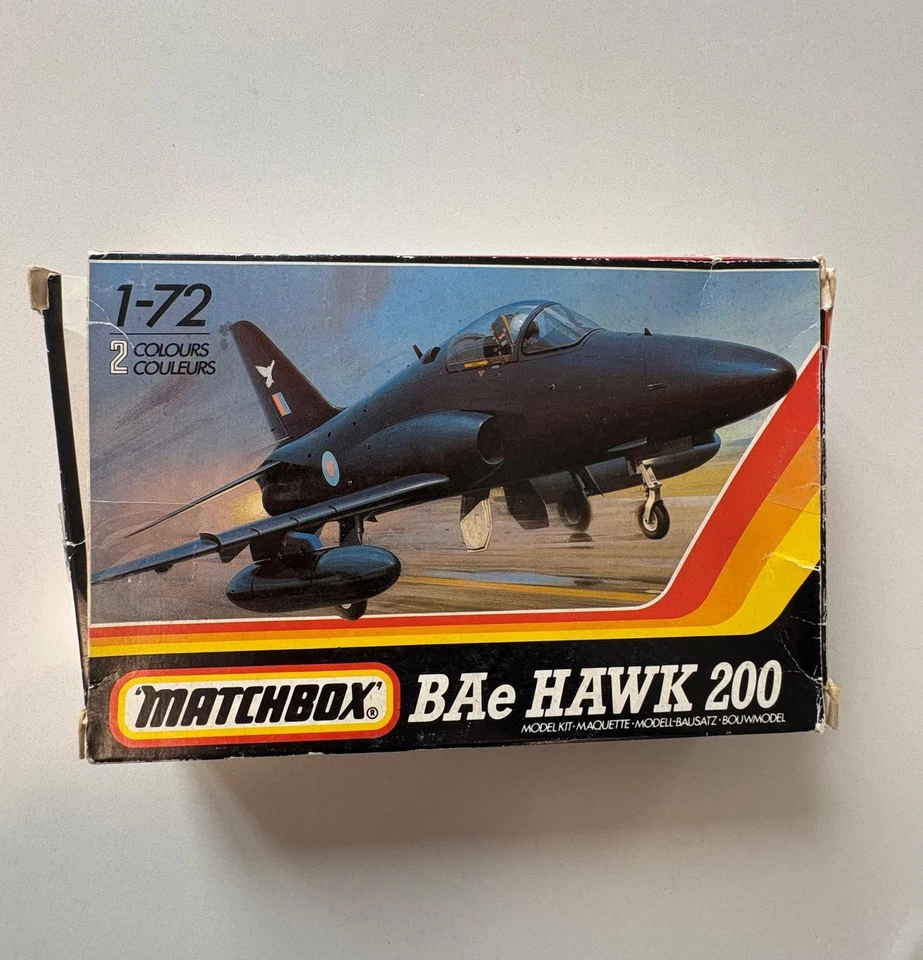 1-72
2 COLOURS
COULEURS
'MATCHBOX'®
BAe HAWK 200
MODEL KIT·MAQUETTE·MODELL-BAUSATZ·BOUWMODEL